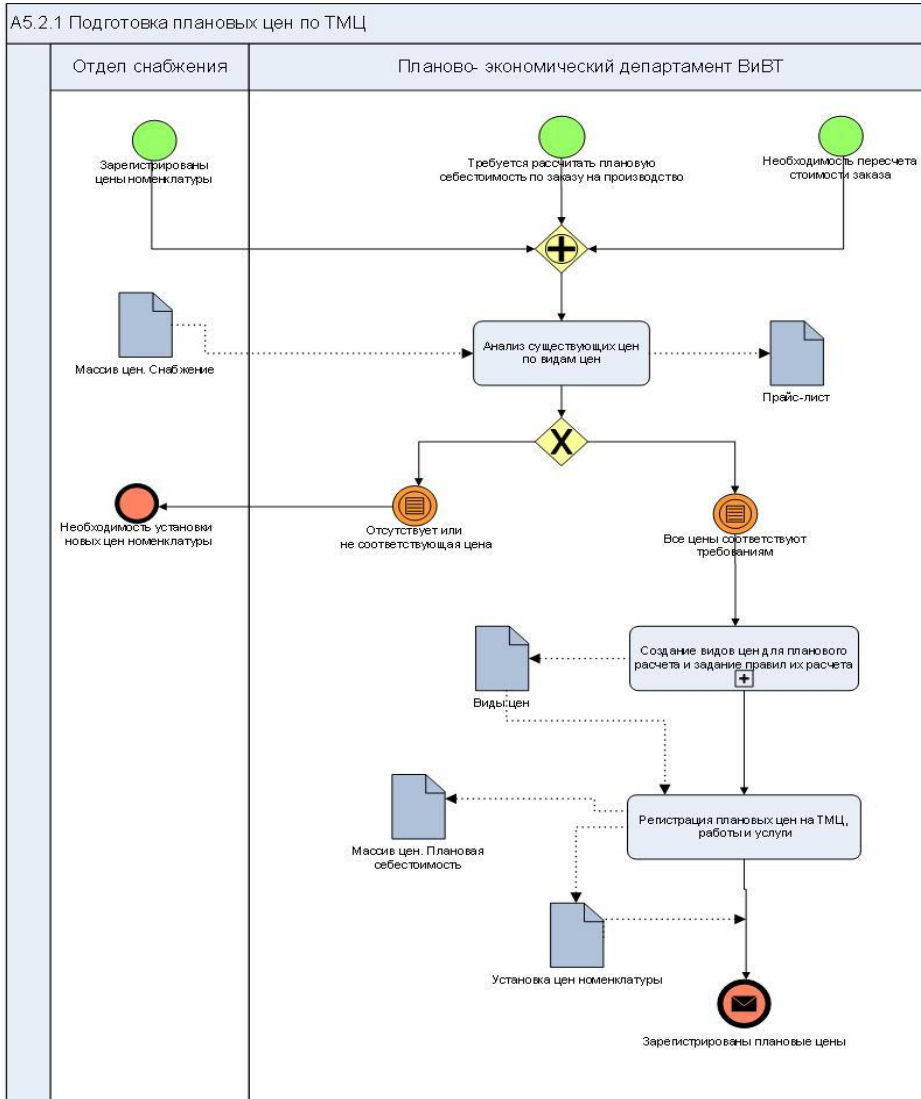 А5.2.1 Подготовка плановых цен по ТМЦ
Отдел снабжения
Планово- экономический департамент ВиВТ
Зарегистрированы
цены номенклатуры
Требуется рассчитать плановую
себестоимость по заказу на производство
Необходимость пересчета
стоимости заказа
Массив цен. Снабжение
Анализ существующих цен
по видам цен
Прайс-лист
X
Необходимость установки
новых цен номенклатуры
Отсутствует или
не соответствующая цена
Все цены соответствуют
требованиям
Создание видов цен для планового
расчета и задание правил их расчета
Виды цен
Массив цен. Плановая
себестоимость
Регистрация плановых цен на ТМЦ,
работы и услуги
Установка цен номенклатуры
Зарегистрированы плановые цены